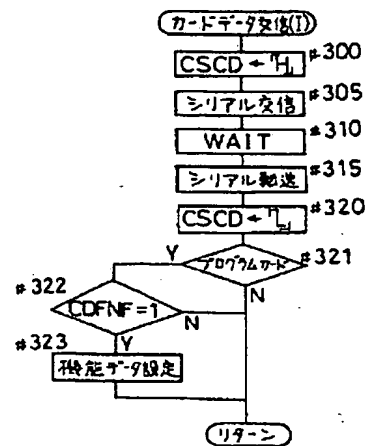 カードデータ交信(I)
CSCD←「H」
#300
シリアル交信
#305
WAIT
#310
シリアル転送
#315
CSCD←「L」
#320
プログラムカード
#321
Y
N
#322
CDFNF=1
N
Y
#323
機能データ設定
リターン